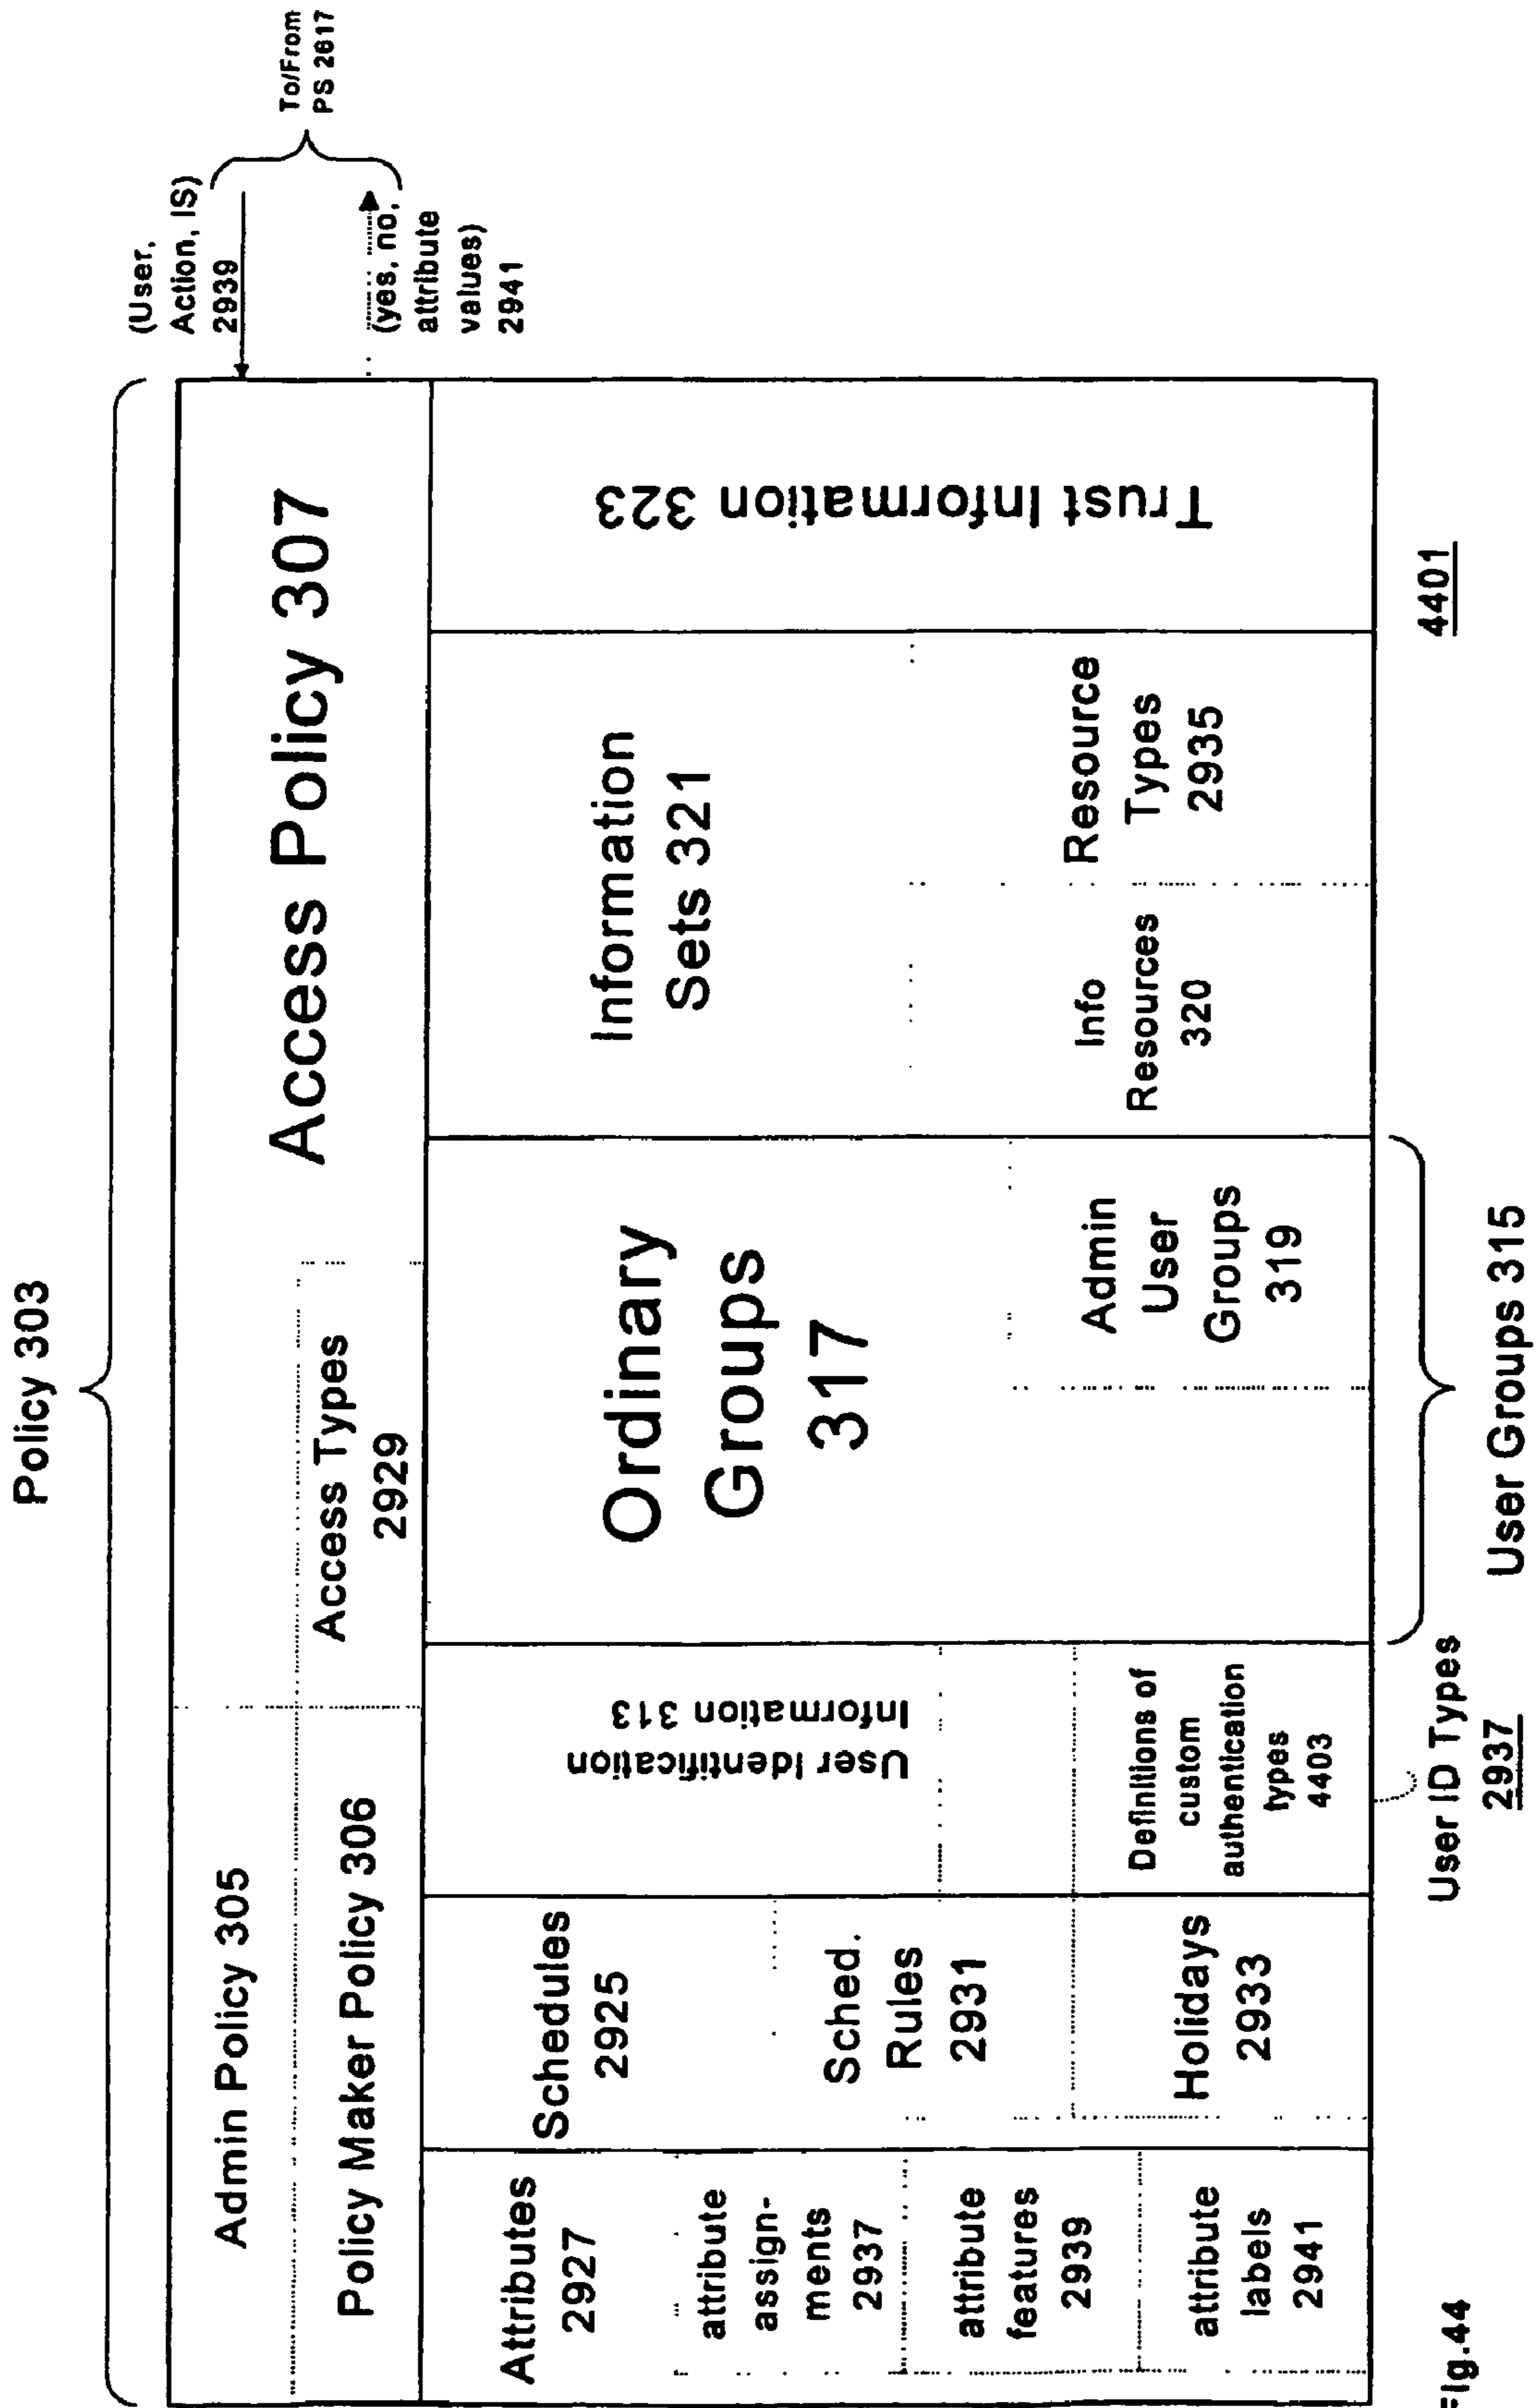 Policy 303
(User,
Action, IS)
2939
To/From
PS 2617
(yes, no,
attribute
values)
2941
Admin Policy 305
Policy Maker Policy 306
Access Types
2929
Access Policy 307
Attributes
2927
attribute
assign-
ments
2937
attribute
features
2939
attribute
labels
2941
Schedules
2925
Sched.
Rules
2931
Holidays
2933
User Identification
Information 313
Definitions of
custom
authentication
types
4403
Ordinary
Groups
317
Admin
User
Groups
319
Information
Sets 321
Info
Resources
320
Resource
Types
2935
Trust Information 323
User ID Types
2937
User Groups 315
4401
Fig.44